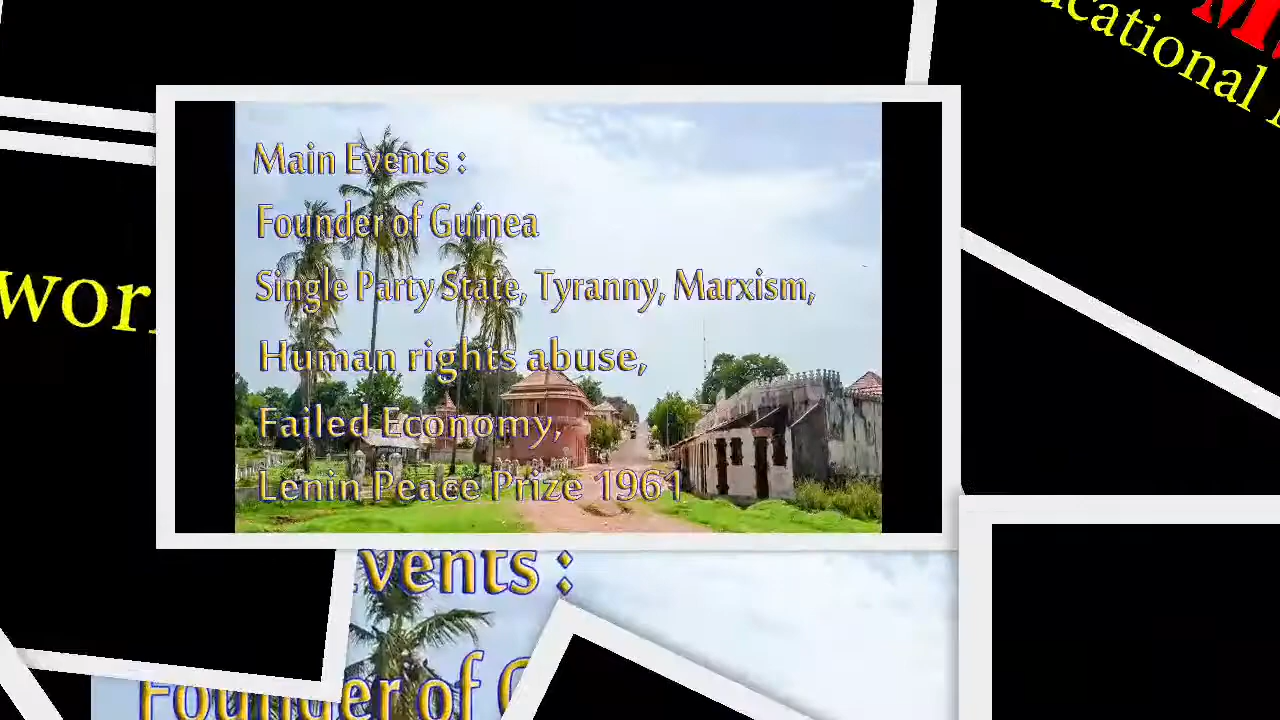 ucational
Main Events :
Founder of Guinea
Single Party State, Tyranny, Marxism,
Human rights abuse,
Failed Economy,
Lenin Peace Prize 1961
wor
vents :
Founder of